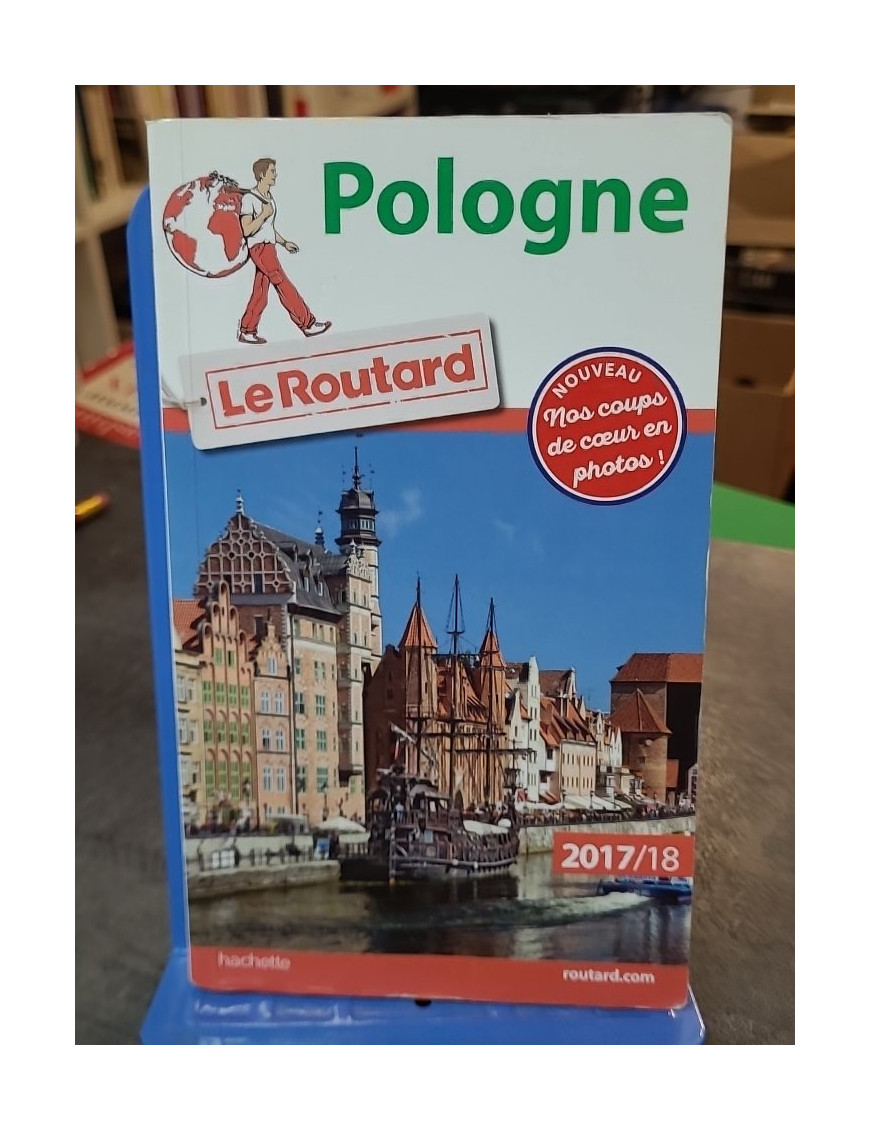 Pologne
Le Routard
NOUVEAU
Nos coups
de cœur en
photos !
2017/18
hachette
routard.com